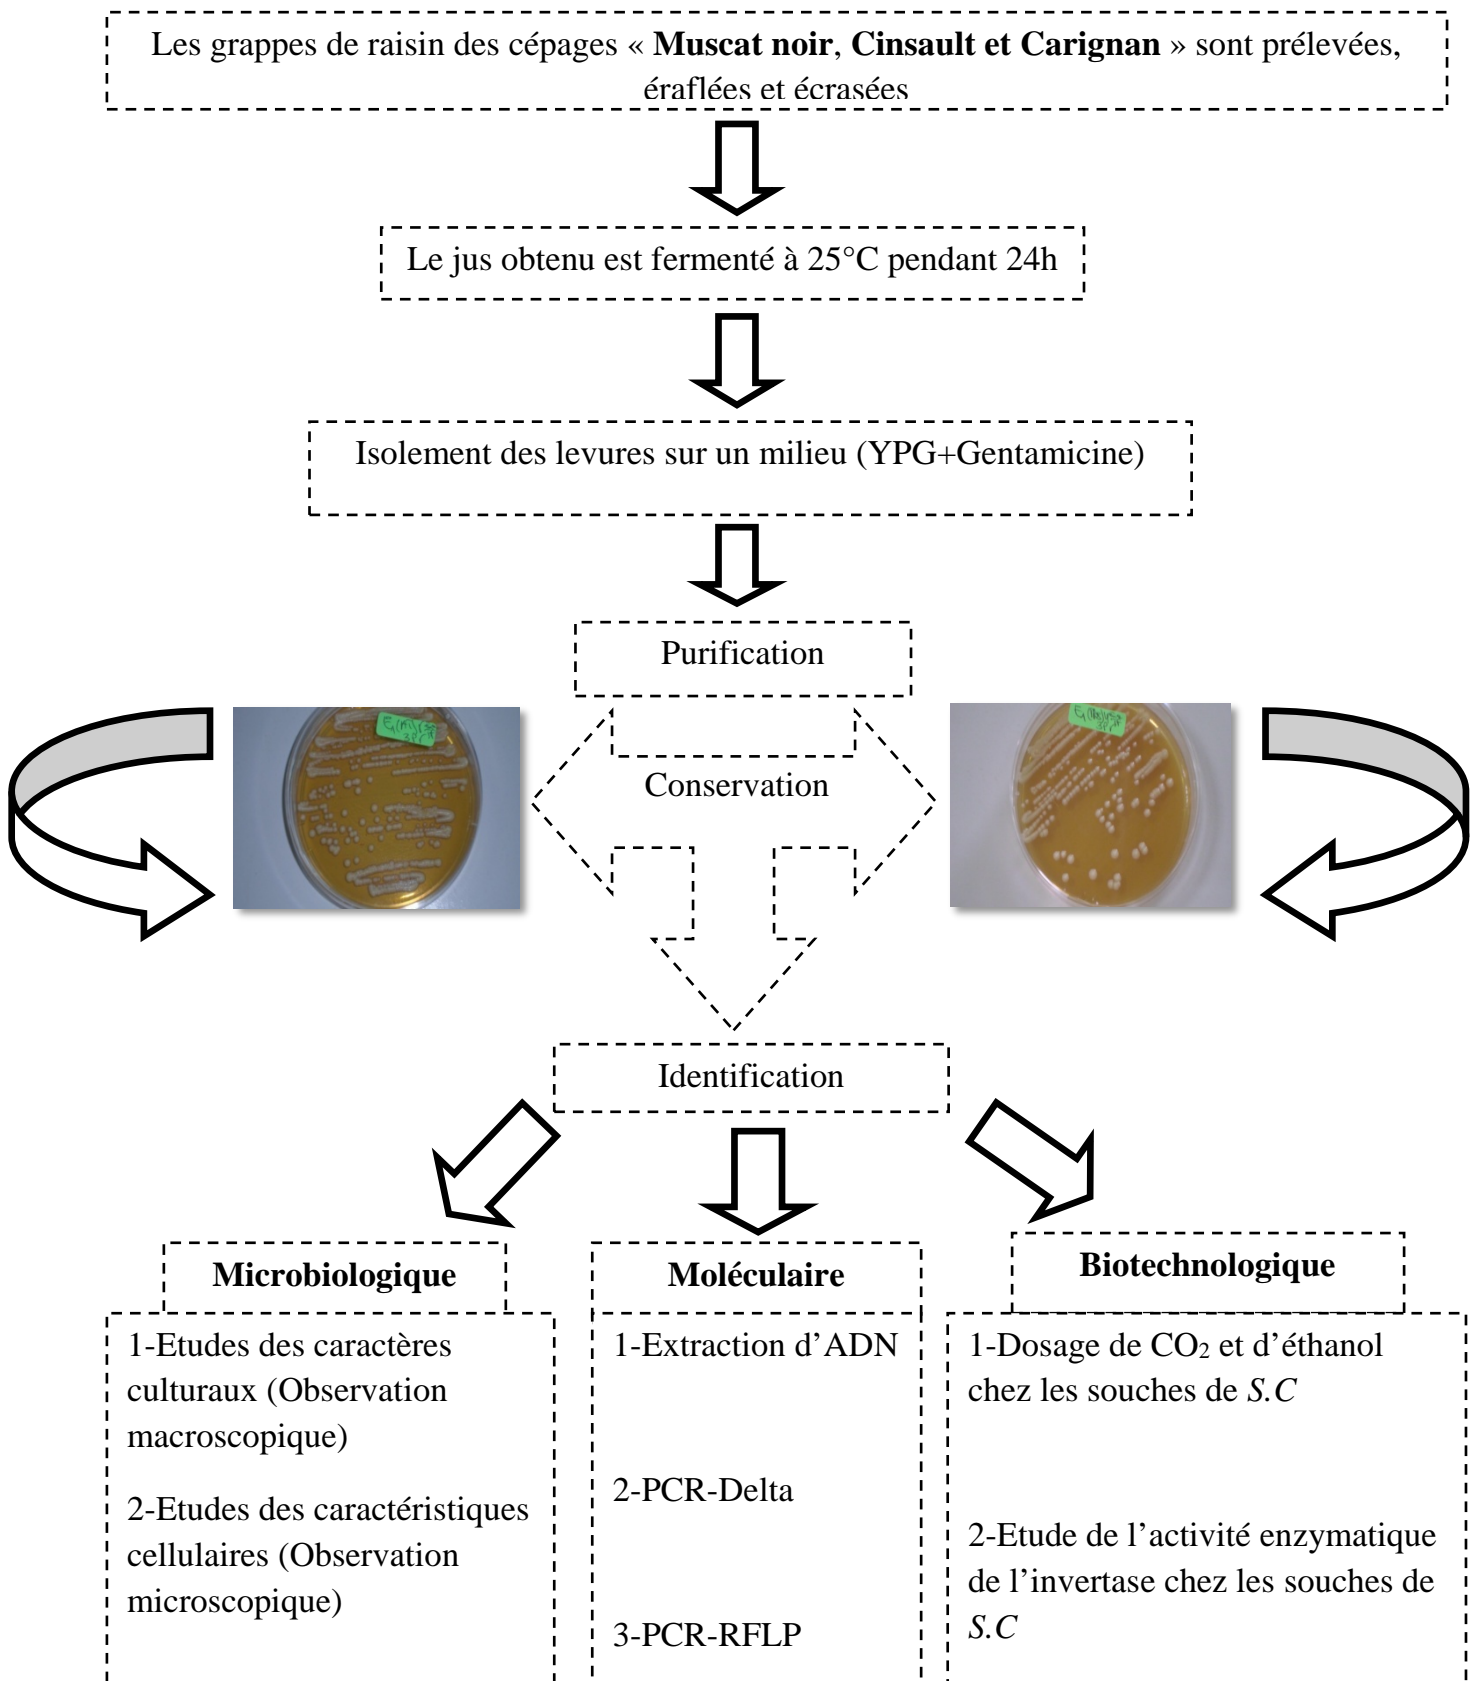 Les grappes de raisin des cépages « Muscat noir, Cinsault et Carignan » sont prélevées,
éraflées et écrasées
Le jus obtenu est fermenté à 25°C pendant 24h
Isolement des levures sur un milieu (YPG+Gentamicine)
Purification
Conservation
Identification
Microbiologique
1-Etudes des caractères
culturaux (Observation
macroscopique)
2-Etudes des caractéristiques
cellulaires (Observation
microscopique)
Moléculaire
1-Extraction d’ADN
2-PCR-Delta
3-PCR-RFLP
Biotechnologique
1-Dosage de CO₂ et d’éthanol
chez les souches de S.C
2-Etude de l’activité enzymatique
de l’invertase chez les souches de
S.C